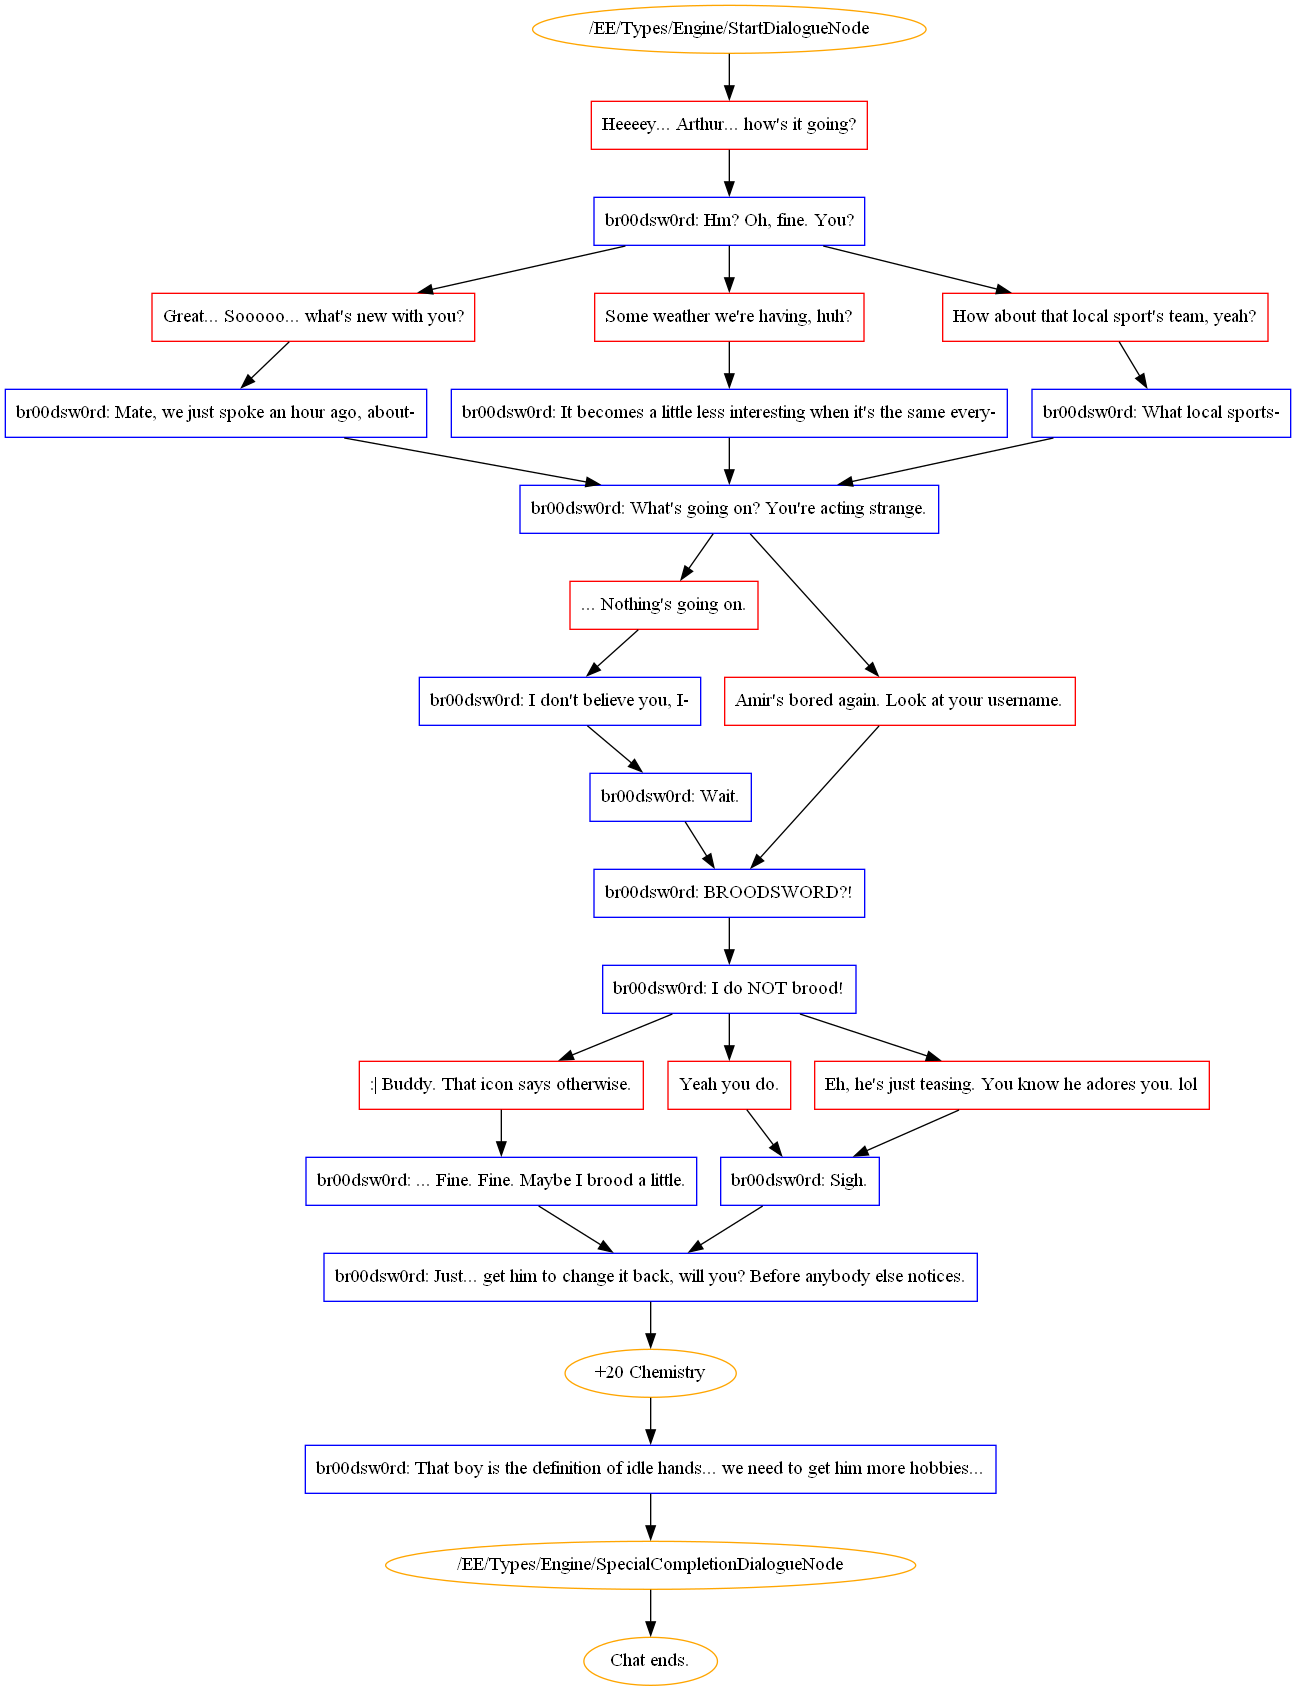 /EE/Types/Engine/StartDialogueNode
Heeeey... Arthur... how's it going?
br00dsw0rd: Hm? Oh, fine. You?
Great... Sooooo... what's new with you?
Some weather we're having, huh?
How about that local sport's team, yeah?
br00dsw0rd: Mate, we just spoke an hour ago, about-
br00dsw0rd: It becomes a little less interesting when it's the same every-
br00dsw0rd: What local sports-
br00dsw0rd: What's going on? You're acting strange.
... Nothing's going on.
br00dsw0rd: I don't believe you, I-
Amir's bored again. Look at your username.
br00dsw0rd: Wait.
br00dsw0rd: BROODSWORD?!
br00dsw0rd: I do NOT brood!
:| Buddy. That icon says otherwise.
Yeah you do.
Eh, he's just teasing. You know he adores you. lol
br00dsw0rd: ... Fine. Fine. Maybe I brood a little.
br00dsw0rd: Sigh.
br00dsw0rd: Just... get him to change it back, will you? Before anybody else notices.
+20 Chemistry
br00dsw0rd: That boy is the definition of idle hands... we need to get him more hobbies...
/EE/Types/Engine/SpecialCompletionDialogueNode
Chat ends.